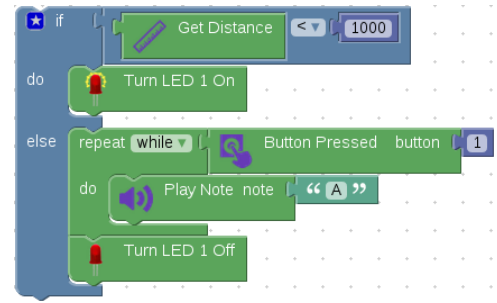 if Get Distance < 1000
do Turn LED 1 On
else repeat while Button Pressed button 1
do Play Note note “ A ”
Turn LED 1 Off